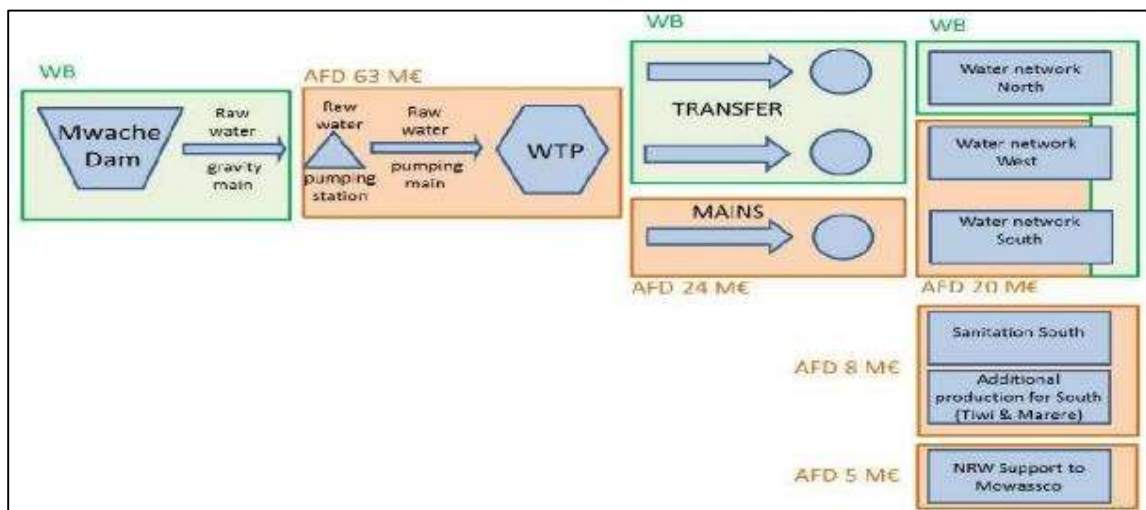 WB
Mwache
Dam
Raw
water
gravity
main
AFD 63 M€
Raw
water
pumping
station
Raw
water
pumping
main
WTP
WB
TRANSFER
MAINS
AFD 24 M€
WB
Water network
North
Water network
West
Water network
South
AFD 20 M€
AFD 8 M€
Sanitation South
Additional
production for South
(Tiwi & Marere)
AFD 5 M€
NRW Support to
Mowassco